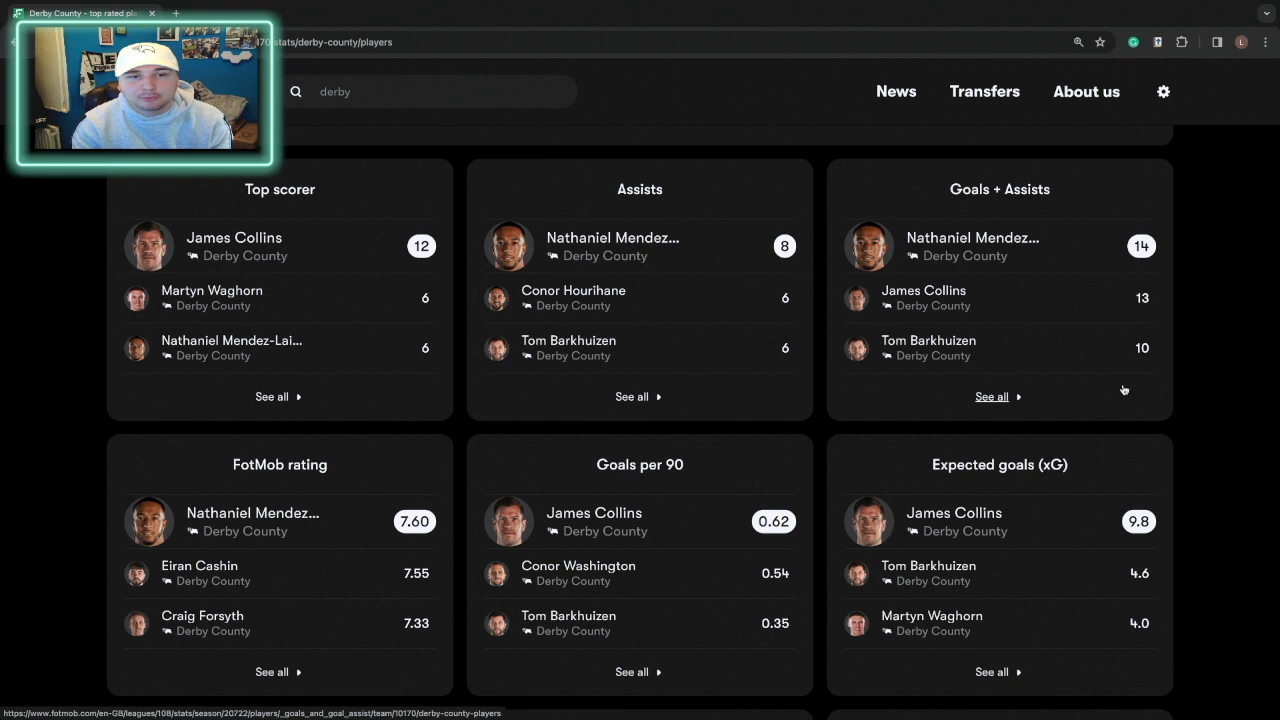 Derby County - top rated pla
170/stats/derby-county/players
L
derby
News
Transfers
About us
Top scorer
James Collins
Derby County
12
Martyn Waghorn
Derby County
6
Nathaniel Mendez-Lai...
Derby County
6
See all
Assists
Nathaniel Mendez...
Derby County
8
Conor Hourihane
Derby County
6
Tom Barkhuizen
Derby County
6
See all
Goals + Assists
Nathaniel Mendez...
Derby County
14
James Collins
Derby County
13
Tom Barkhuizen
Derby County
10
See all
FotMob rating
Nathaniel Mendez...
Derby County
7.60
Eiran Cashin
Derby County
7.55
Craig Forsyth
Derby County
7.33
See all
Goals per 90
James Collins
Derby County
0.62
Conor Washington
Derby County
0.54
Tom Barkhuizen
Derby County
0.35
See all
Expected goals (xG)
James Collins
Derby County
9.8
Tom Barkhuizen
Derby County
4.6
Martyn Waghorn
Derby County
4.0
See all
https://www.fotmob.com/en-GB/leagues/108/stats/season/20722/players/_goals_and_goal_assist/team/10170/derby-county-players